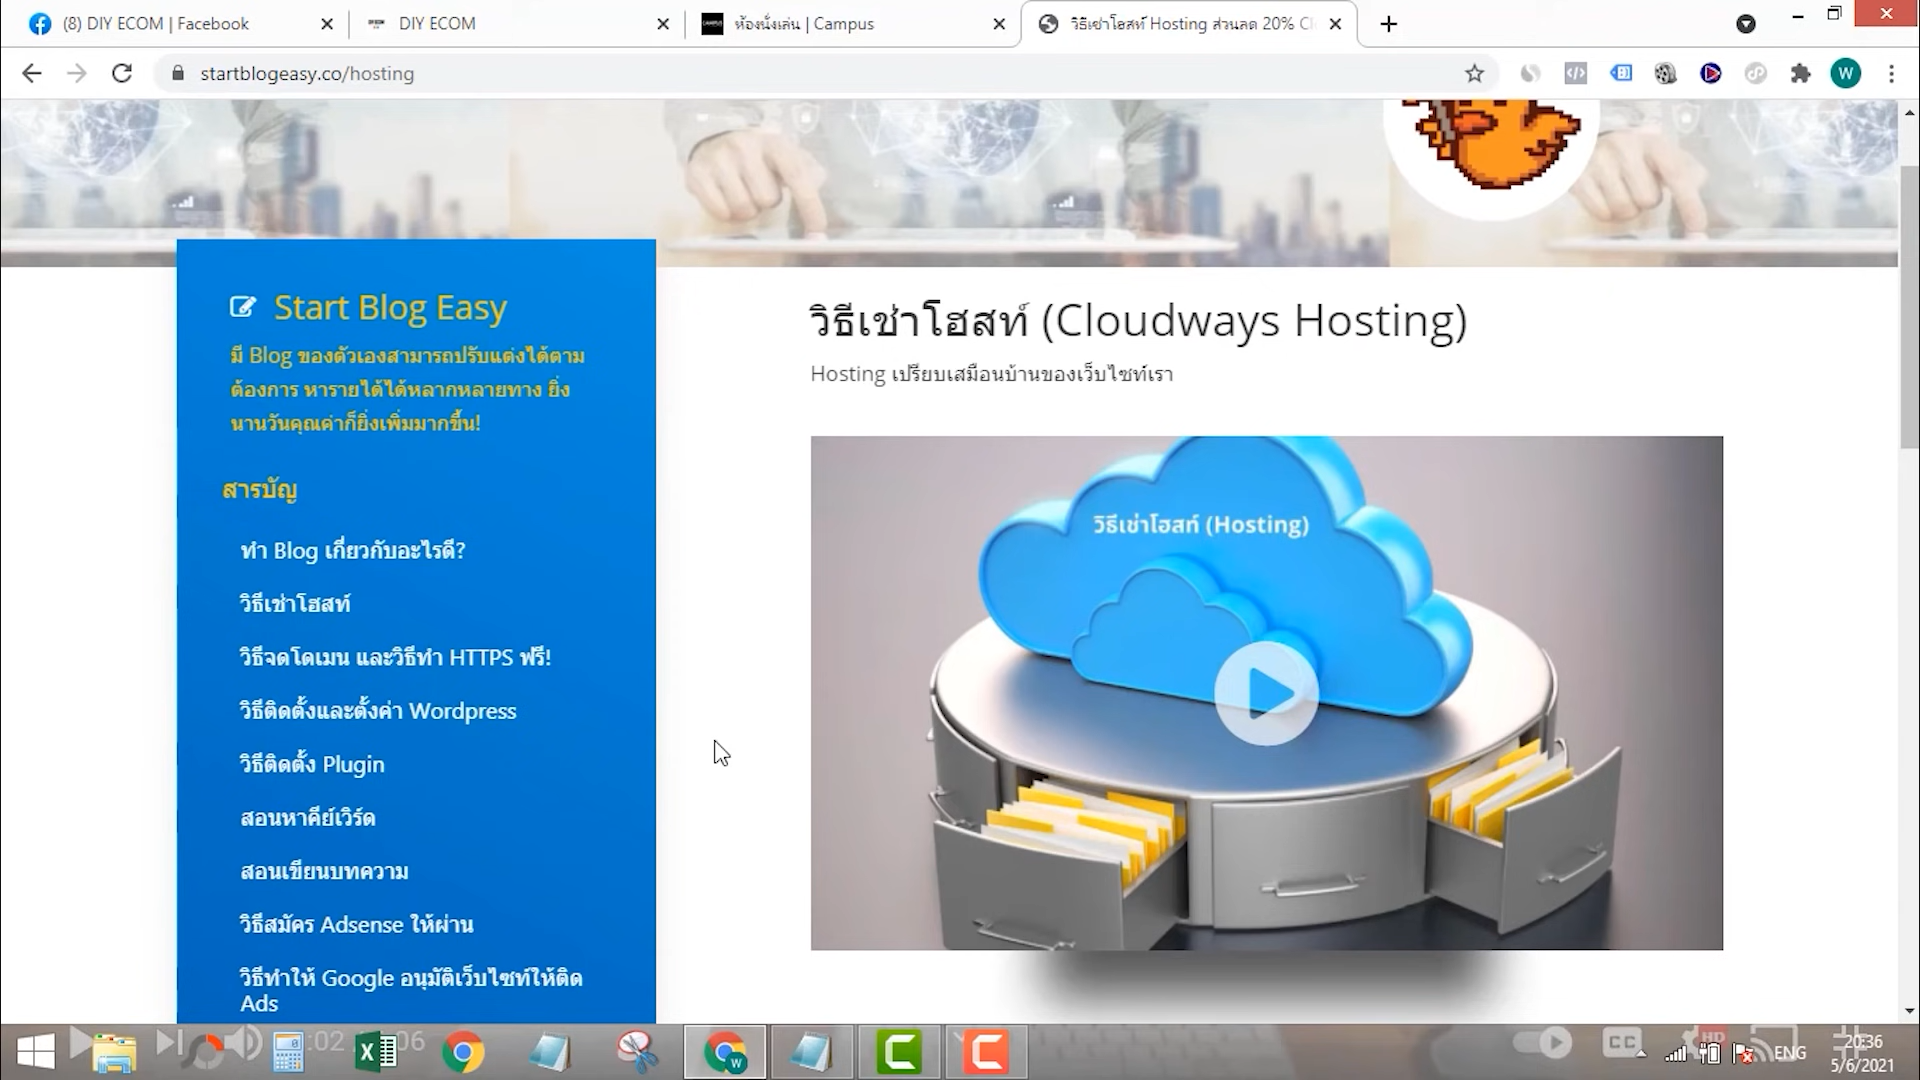 (8) DIY ECOM | Facebook
DIY ECOM
ห้องนั่งเล่น | Campus
วิธีเช่าโฮสท์ Hosting ส่วนลด 20% Cl
startblogeasy.co/hosting
W
Start Blog Easy
มี Blog ของตัวเองสามารถปรับแต่งได้ตาม
ต้องการ หารายได้ได้หลากหลายทาง ยิ่ง
นานวันคุณค่าก็ยิ่งเพิ่มมากขึ้น!
สารบัญ
ทำ Blog เกี่ยวกับอะไรดี?
วิธีเช่าโฮสท์
วิธีจดโดเมน และวิธีทำ HTTPS ฟรี!
วิธีติดตั้งและตั้งค่า Wordpress
วิธีติดตั้ง Plugin
สอนหาคีย์เวิร์ด
สอนเขียนบทความ
วิธีสมัคร Adsense ให้ผ่าน
วิธีทำให้ Google อนุมัติเว็บไซท์ให้ติด
Ads
วิธีเช่าโฮสท์ (Cloudways Hosting)
Hosting เปรียบเสมือนบ้านของเว็บไซท์เรา
วิธีเช่าโฮสท์ (Hosting)
CC
HD
ENG
20:36
5/6/2021